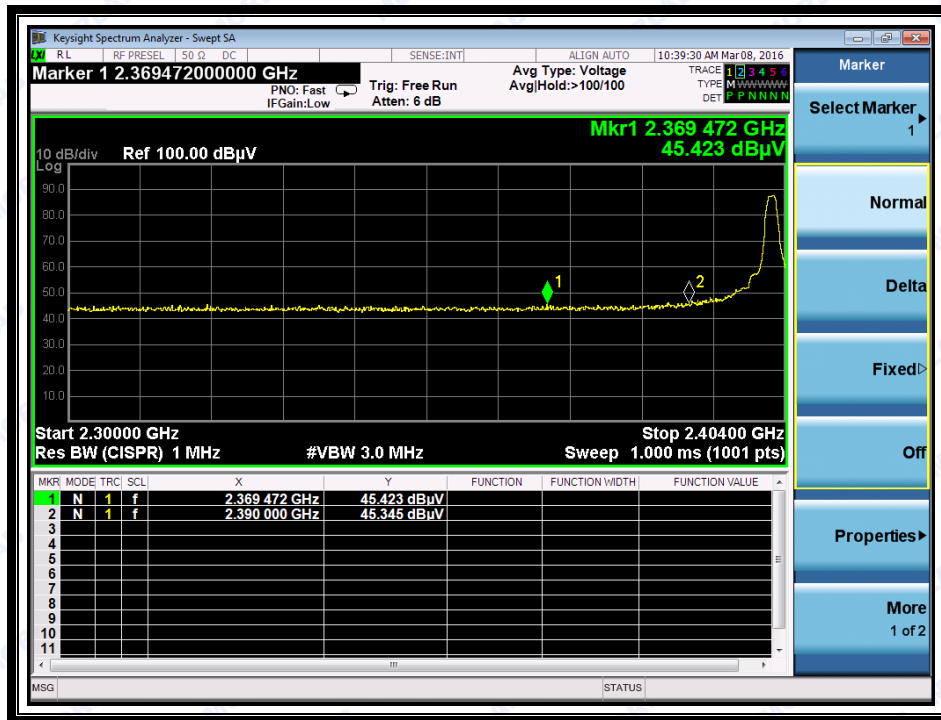 Keysight Spectrum Analyzer - Swept SA
LXI RL RF PRESEL 50 Ω DC SENSE:INT ALIGN AUTO 10:39:30 AM Mar 08, 2016
Marker 1 2.369472000000 GHz
PNO: Fast
IFGain:Low
Trig: Free Run
Atten: 6 dB
Avg Type: Voltage
Avg|Hold:>100/100
TRACE 1 2 3 4 5 6
TYPE M W W W W W
DET P P N N N N
Mkr1 2.369 472 GHz
45.423 dBµV
10 dB/div Ref 100.00 dBµV
Log
90.0
80.0
70.0
60.0
50.0
40.0
30.0
20.0
10.0
1
2
Start 2.30000 GHz Stop 2.40400 GHz
Res BW (CISPR) 1 MHz #VBW 3.0 MHz Sweep 1.000 ms (1001 pts)
MKR MODE TRC SCL X Y FUNCTION FUNCTION WIDTH FUNCTION VALUE
1 N 1 f 2.369 472 GHz 45.423 dBµV
2 N 1 f 2.390 000 GHz 45.345 dBµV
3
4
5
6
7
8
9
10
11
MSG STATUS
Marker
Select Marker
1
Normal
Delta
Fixed
Off
Properties
More
1 of 2